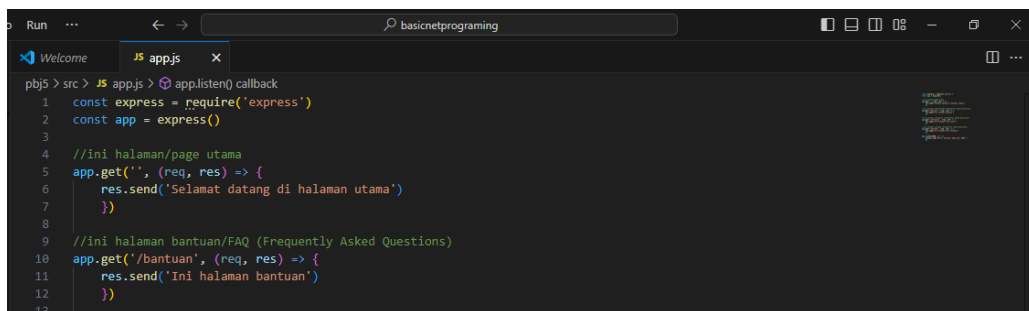 Run ··· ← → basicnetprograming
Welcome JS app.js ×
pbj5 > src > JS app.js > app.listen() callback
1 const express = require('express')
2 const app = express()
3
4 //ini halaman/page utama
5 app.get('', (req, res) => {
6 res.send('Selamat datang di halaman utama')
7 })
8
9 //ini halaman bantuan/FAQ (Frequently Asked Questions)
10 app.get('/bantuan', (req, res) => {
11 res.send('Ini halaman bantuan')
12 })
13